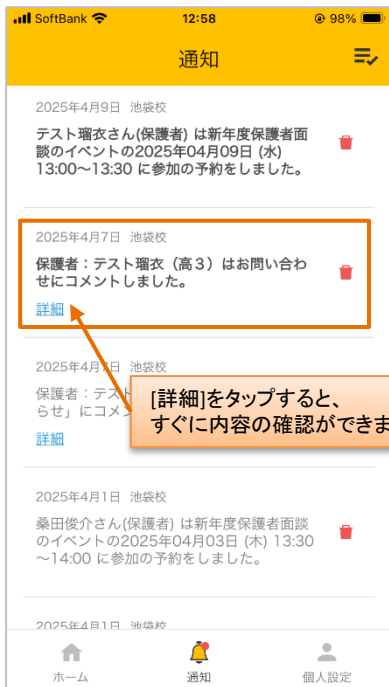 SoftBank 12:58 98%
通知
2025年4月9日 池袋校
テスト瑠衣さん(保護者) は新年度保護者面
談のイベントの2025年04月09日 (水)
13:00～13:30 に参加の予約をしました。
2025年4月7日 池袋校
保護者：テスト瑠衣（高３）はお問い合わ
せにコメントしました。
詳細
2025年4月 日 池袋校
保護者：テスト
らせ」にコメン
詳細
[詳細]をタップすると、
すぐに内容の確認ができま
2025年4月1日 池袋校
桑田俊介さん(保護者) は新年度保護者面談
のイベントの2025年04月03日 (木) 13:30
～14:00 に参加の予約をしました。
2025年4月1日 池袋校
ホーム 通知 個人設定